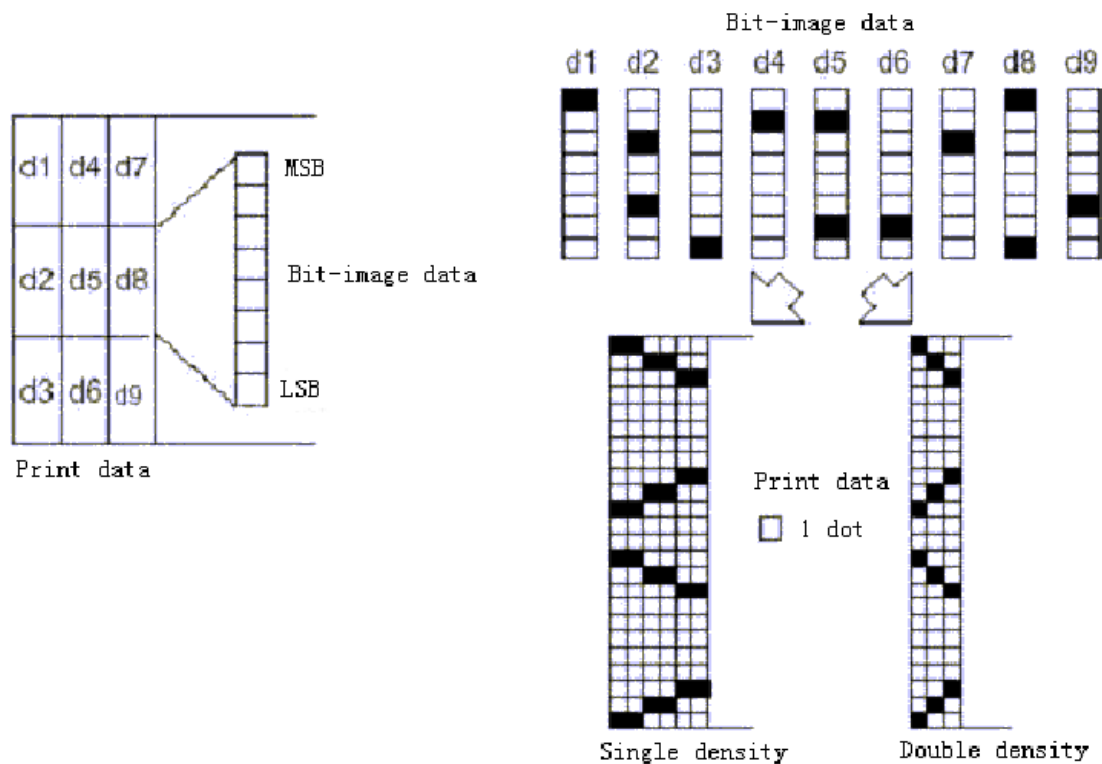 d1 d4 d7
d2 d5 d8
d3 d6 d9
MSB
Bit-image data
LSB
Print data
Bit-image data
d1 d2 d3 d4 d5 d6 d7 d8 d9
Print data
1 dot
Single density
Double density